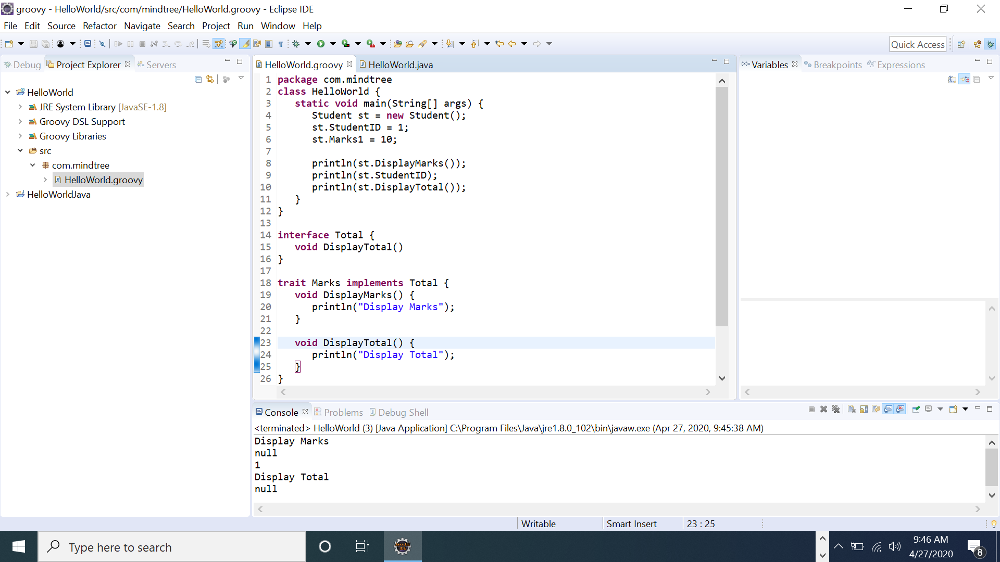 groovy - HelloWorld/src/com/mindtree/HelloWorld.groovy - Eclipse IDE
File Edit Source Refactor Navigate Search Project Run Window Help
Quick Access
Debug Project Explorer Servers
HelloWorld
JRE System Library [JavaSE-1.8]
Groovy DSL Support
Groovy Libraries
src
com.mindtree
HelloWorld.groovy
HelloWorldJava
HelloWorld.groovy HelloWorld.java
1 package com.mindtree
2 class HelloWorld {
3 static void main(String[] args) {
4 Student st = new Student();
5 st.StudentID = 1;
6 st.Marks1 = 10;
7
8 println(st.DisplayMarks());
9 println(st.StudentID);
10 println(st.DisplayTotal());
11 }
12 }
13
14 interface Total {
15 void DisplayTotal()
16 }
17
18 trait Marks implements Total {
19 void DisplayMarks() {
20 println("Display Marks");
21 }
22
23 void DisplayTotal() {
24 println("Display Total");
25 }
26 }
(x)= Variables Breakpoints Expressions
Console Problems Debug Shell
<terminated> HelloWorld (3) [Java Application] C:\Program Files\Java\jre1.8.0_102\bin\javaw.exe (Apr 27, 2020, 9:45:38 AM)
Display Marks
null
1
Display Total
null
Writable Smart Insert 23 : 25
Type here to search
Java EE
IDE
9:46 AM
4/27/2020
8